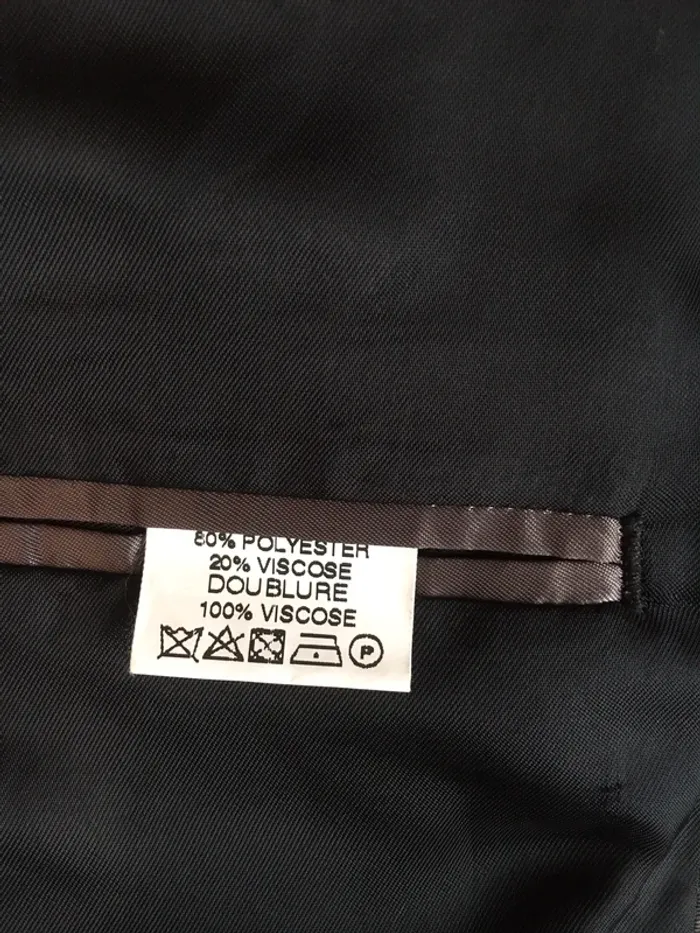 80% POLYESTER
20% VISCOSE
DOUBLURE
100% VISCOSE
P